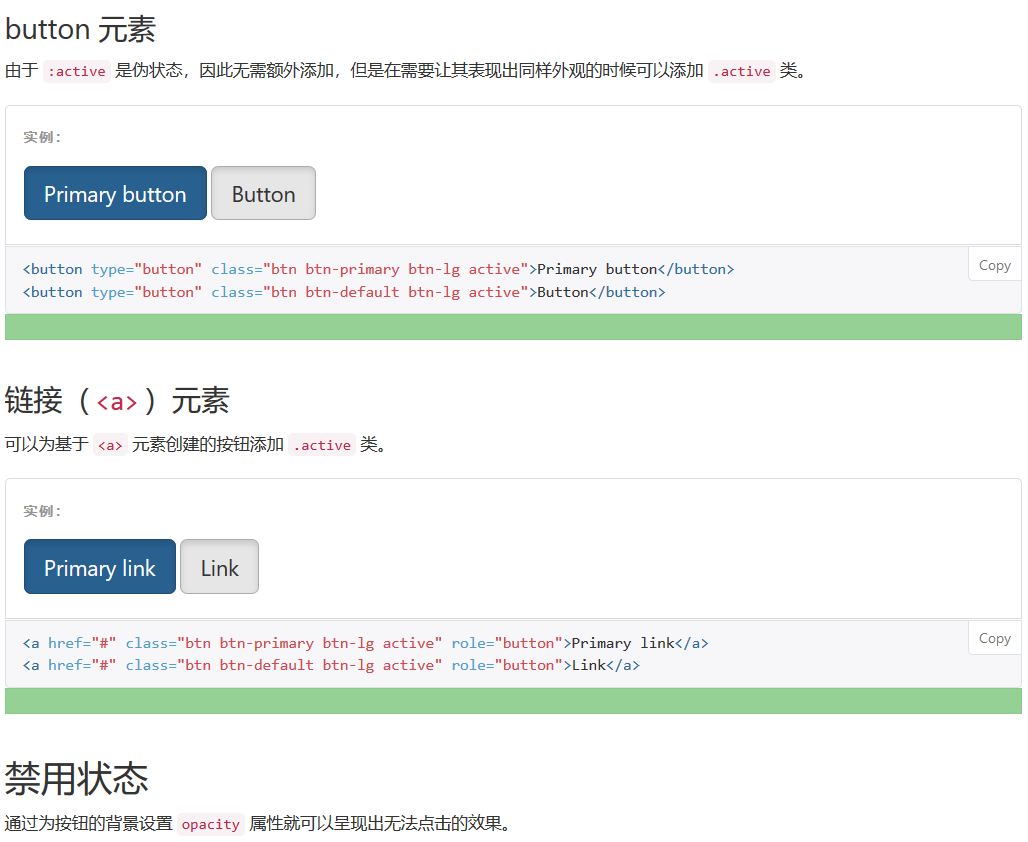 button 元素
由于 :active 是伪状态，因此无需额外添加，但是在需要让其表现出同样外观的时候可以添加 .active 类。
实例：
Primary button Button
<button type="button" class="btn btn-primary btn-lg active">Primary button</button>
Copy
<button type="button" class="btn btn-default btn-lg active">Button</button>
链接（<a>）元素
可以为基于 <a> 元素创建的按钮添加 .active 类。
实例：
Primary link Link
<a href="#" class="btn btn-primary btn-lg active" role="button">Primary link</a>
Copy
<a href="#" class="btn btn-default btn-lg active" role="button">Link</a>
禁用状态
通过为按钮的背景设置 opacity 属性就可以呈现出无法点击的效果。